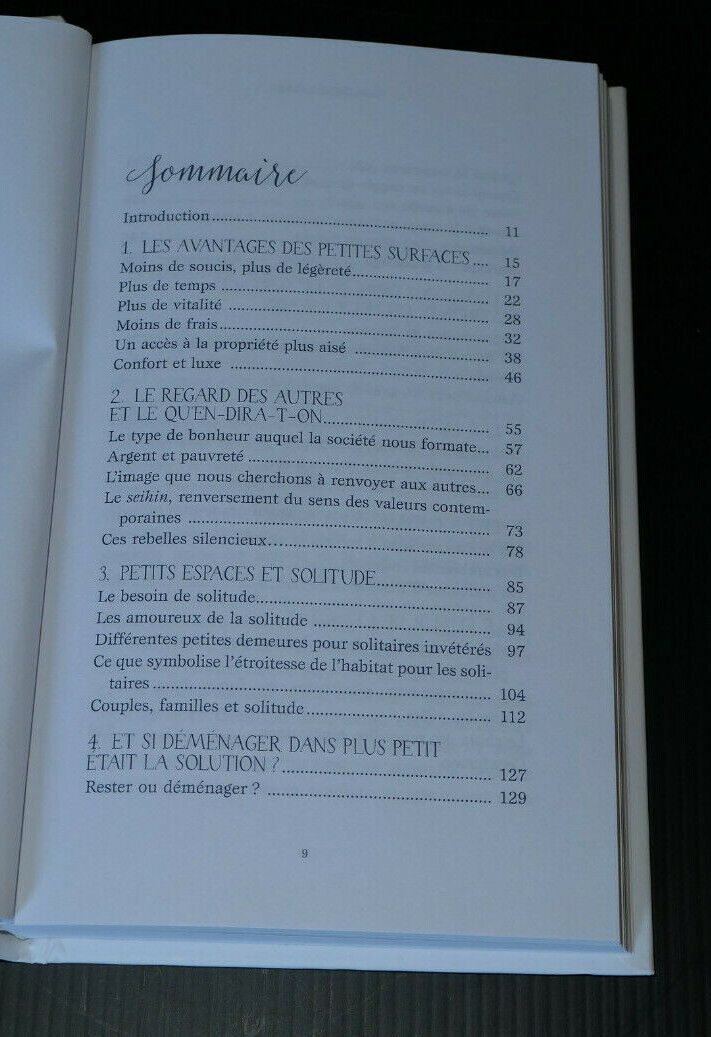 Sommaire
Introduction.......... 11
1. LES AVANTAGES DES PETITES SURFACES.... 15
Moins de soucis, plus de légèreté.......... 17
Plus de temps .......... 22
Plus de vitalité .......... 28
Moins de frais.......... 32
Un accès à la propriété plus aisé .......... 38
Confort et luxe .......... 46
2. LE REGARD DES AUTRES
ET LE QU'EN-DIRA-T-ON.......... 55
Le type de bonheur auquel la société nous formate... 57
Argent et pauvreté.......... 62
L'image que nous cherchons à renvoyer aux autres... 66
Le seihin, renversement du sens des valeurs contem-
poraines .......... 73
Ces rebelles silencieux.......... 78
3. PETITS ESPACES ET SOLITUDE.......... 85
Le besoin de solitude.......... 87
Les amoureux de la solitude .......... 94
Différentes petites demeures pour solitaires invétérés 97
Ce que symbolise l'étroitesse de l'habitat pour les soli-
taires.......... 104
Couples, familles et solitude.......... 112
4. ET SI DÉMÉNAGER DANS PLUS PETIT
ÉTAIT LA SOLUTION ?.......... 127
Rester ou déménager ? .......... 129
9